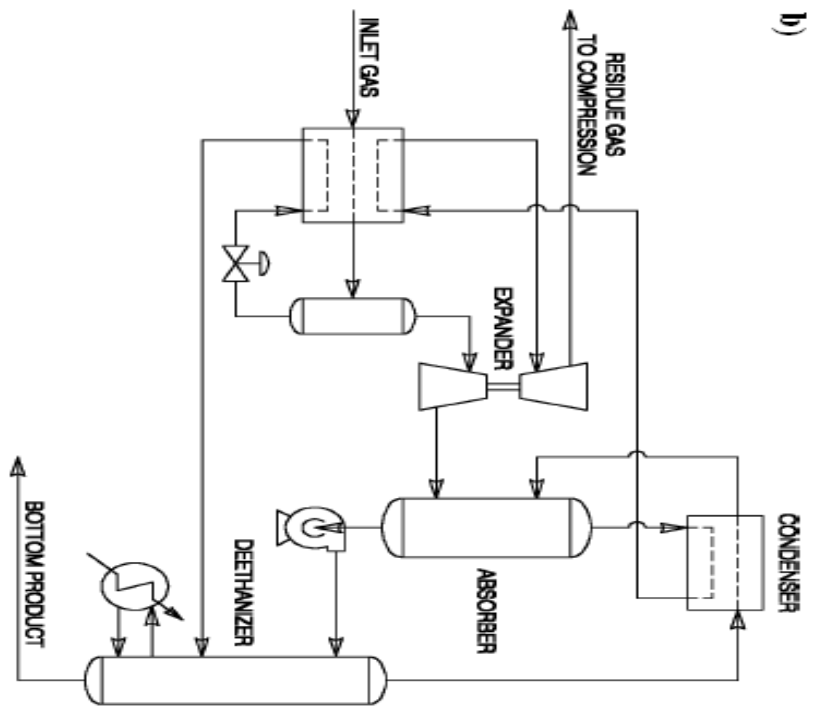 b)
RESIDUE GAS
TO COMPRESSION
INLET GAS
EXPANDER
CONDENSER
ABSORBER
DEETHANIZER
BOTTOM PRODUCT